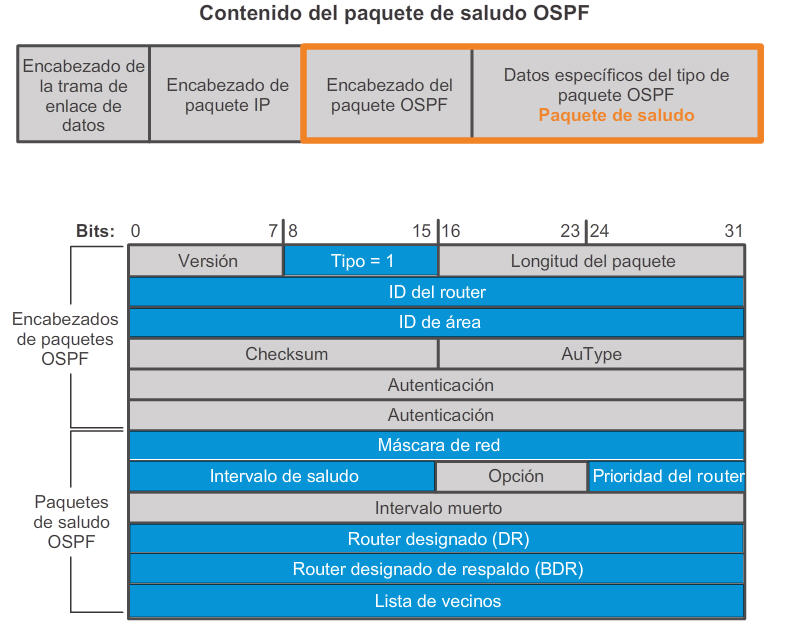 Contenido del paquete de saludo OSPF
Encabezado de
la trama de
enlace de
datos
Encabezado de
paquete IP
Encabezado del
paquete OSPF
Datos específicos del tipo de
paquete OSPF
Paquete de saludo
Bits: 0 7 8 15 16 23 24 31
Encabezados
de paquetes
OSPF
Versión Tipo = 1 Longitud del paquete
ID del router
ID de área
Checksum AuType
Autenticación
Autenticación
Paquetes
de saludo
OSPF
Máscara de red
Intervalo de saludo Opción Prioridad del router
Intervalo muerto
Router designado (DR)
Router designado de respaldo (BDR)
Lista de vecinos